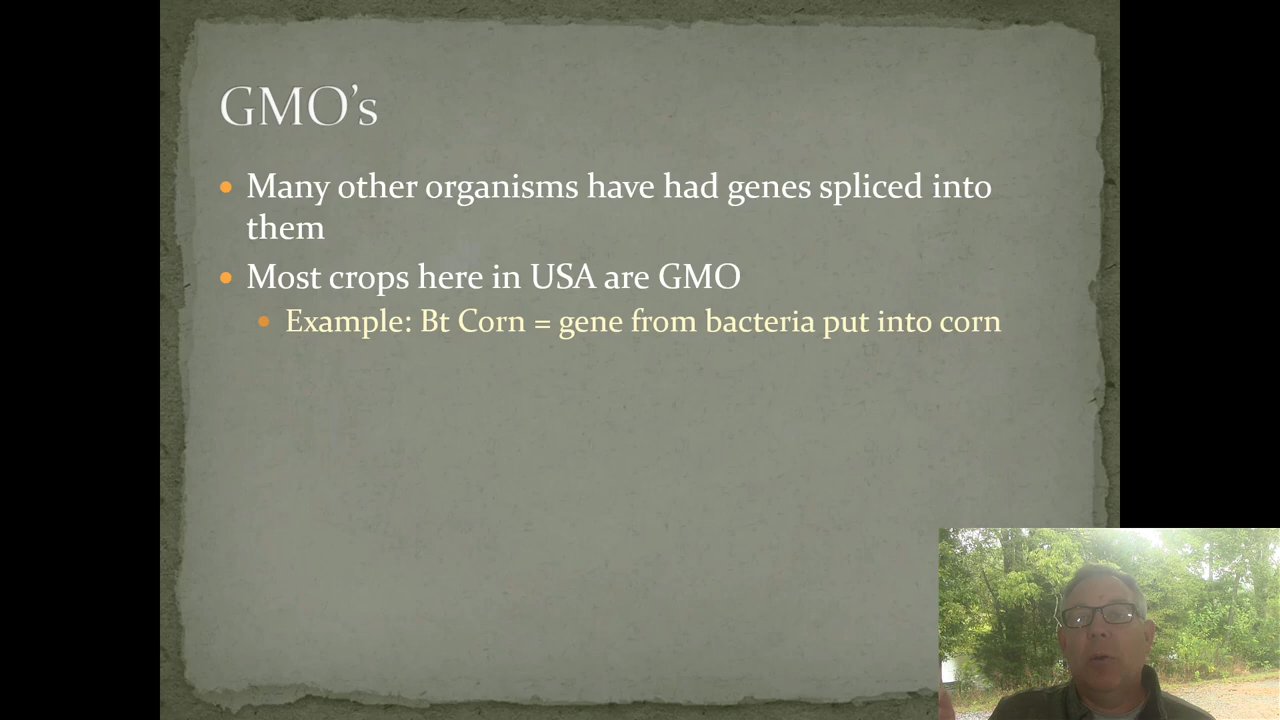 GMO’s
Many other organisms have had genes spliced into
them
Most crops here in USA are GMO
Example: Bt Corn = gene from bacteria put into corn